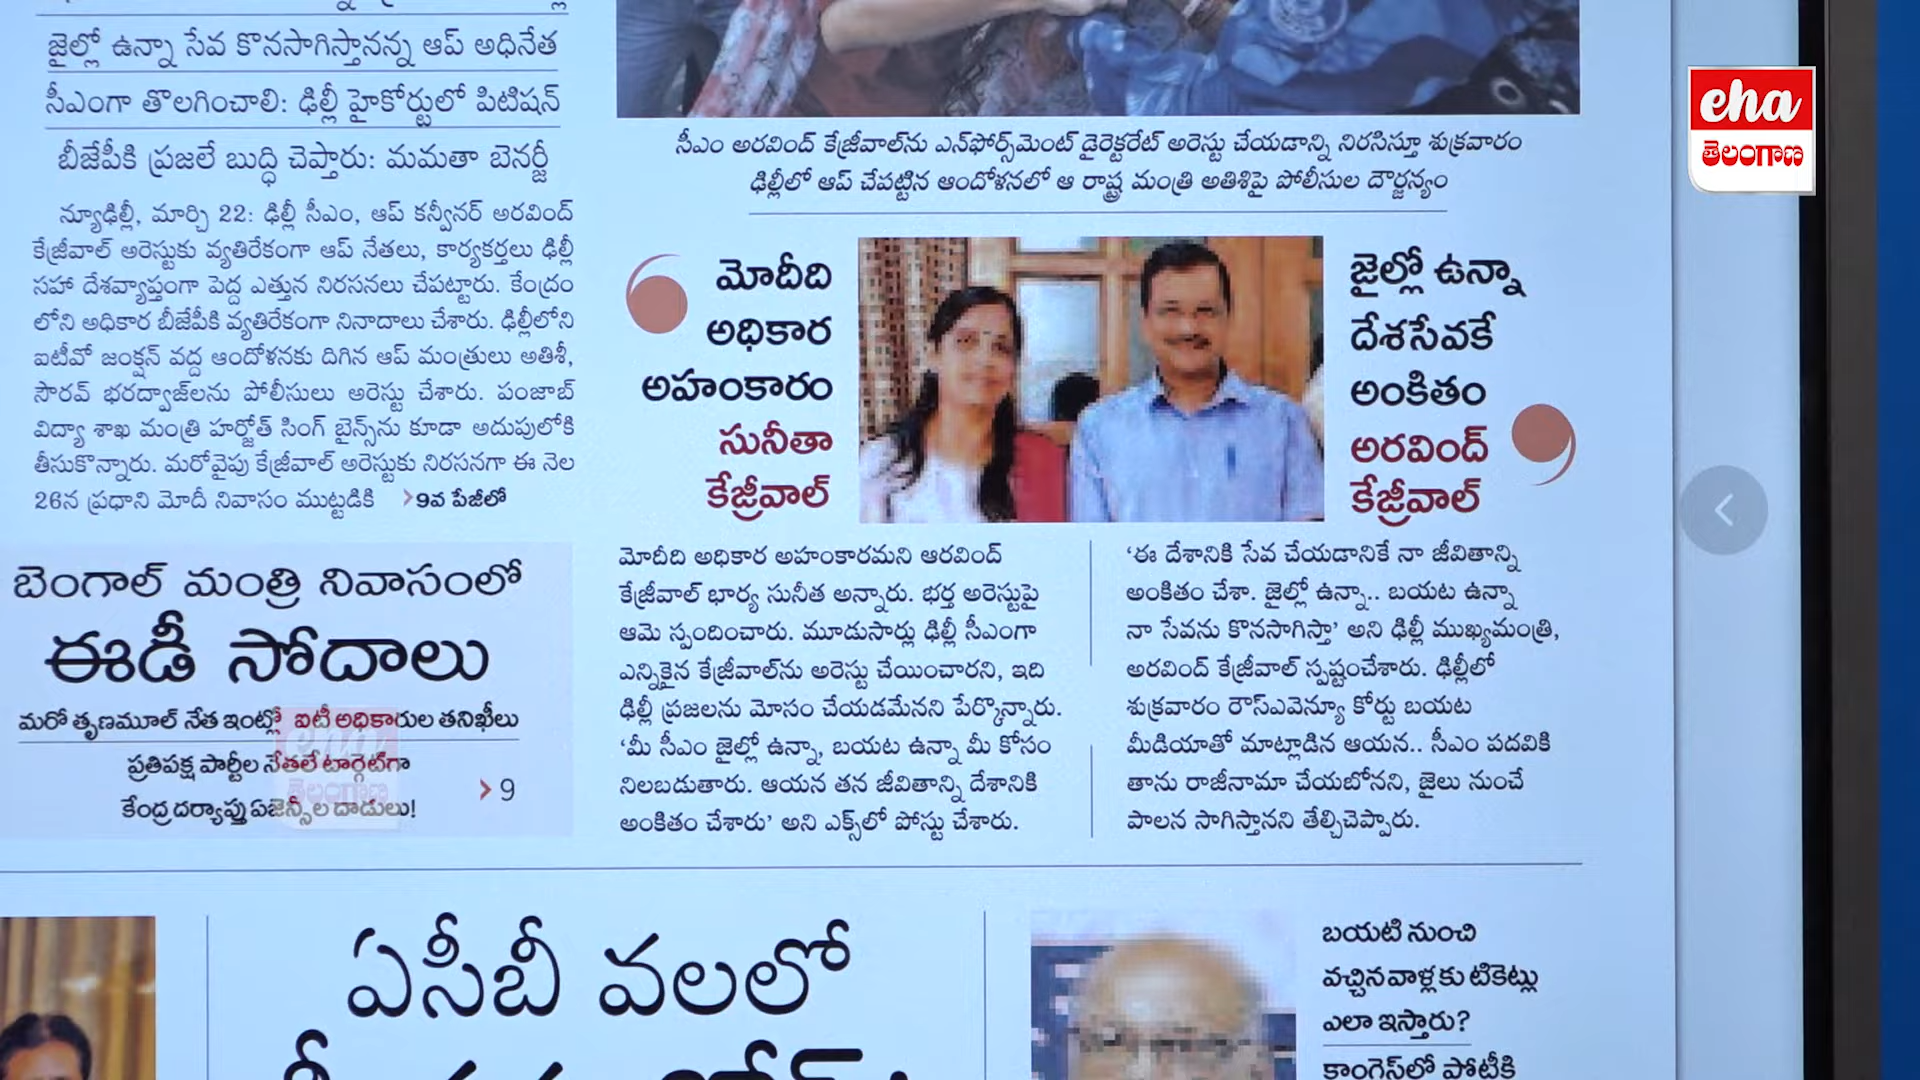 జైల్లో ఉన్నా సేవ కొనసాగిస్తానన్న ఆప్ అధినేత
సీఎంగా తొలగించాలి: ఢిల్లీ హైకోర్టులో పిటిషన్
బీజేపీకి ప్రజలే బుద్ధి చెప్తారు: మమతా బెనర్జీ
న్యూఢిల్లీ, మార్చి 22: ఢిల్లీ సీఎం, ఆప్ కన్వీనర్ అరవింద్
కేజ్రీవాల్ అరెస్టుకు వ్యతిరేకంగా ఆప్ నేతలు, కార్యకర్తలు ఢిల్లీ
సహా దేశవ్యాప్తంగా పెద్ద ఎత్తున నిరసనలు చేపట్టారు. కేంద్రం
లోని అధికార బీజేపీకి వ్యతిరేకంగా నినాదాలు చేశారు. ఢిల్లీలోని
ఐటీవో జంక్షన్ వద్ద ఆందోళనకు దిగిన ఆప్ మంత్రులు అతిశీ,
సౌరవ్ భరద్వాజ్‌లను పోలీసులు అరెస్టు చేశారు. పంజాబ్
విద్యా శాఖ మంత్రి హర్జోత్ సింగ్ బైన్స్‌ను కూడా అదుపులోకి
తీసుకొన్నారు. మరోవైపు కేజ్రీవాల్ అరెస్టుకు నిరసనగా ఈ నెల
26న ప్రధాని మోదీ నివాసం ముట్టడికి >9వ పేజీలో
బెంగాల్ మంత్రి నివాసంలో
ఈడీ సోదాలు
మరో తృణమూల్ నేత ఇంట్లో ఐటీ అధికారుల తనిఖీలు
ప్రతిపక్ష పార్టీల నేతలే టార్గెట్‌గా
కేంద్ర దర్యాప్తు ఏజెన్సీల దాడులు!
>9
సీఎం అరవింద్ కేజ్రీవాల్‌ను ఎన్‌ఫోర్స్‌మెంట్ డైరెక్టరేట్ అరెస్టు చేయడాన్ని నిరసిస్తూ శుక్రవారం
ఢిల్లీలో ఆప్ చేపట్టిన ఆందోళనలో ఆ రాష్ట్ర మంత్రి అతిశిపై పోలీసుల దౌర్జన్యం
మోదీది
అధికార
అహంకారం
సునీతా
కేజ్రీవాల్
జైల్లో ఉన్నా
దేశసేవకే
అంకితం
అరవింద్
కేజ్రీవాల్
మోదీది అధికార అహంకారమని ఆరవింద్
కేజ్రీవాల్ భార్య సునీత అన్నారు. భర్త అరెస్టుపై
ఆమె స్పందించారు. మూడుసార్లు ఢిల్లీ సీఎంగా
ఎన్నికైన కేజ్రీవాల్‌ను అరెస్టు చేయించారని, ఇది
ఢిల్లీ ప్రజలను మోసం చేయడమేనని పేర్కొన్నారు.
‘మీ సీఎం జైల్లో ఉన్నా, బయట ఉన్నా మీ కోసం
నిలబడుతారు. ఆయన తన జీవితాన్ని దేశానికి
అంకితం చేశారు’ అని ఎక్స్‌లో పోస్టు చేశారు.
‘ఈ దేశానికి సేవ చేయడానికే నా జీవితాన్ని
అంకితం చేశా. జైల్లో ఉన్నా.. బయట ఉన్నా
నా సేవను కొనసాగిస్తా’ అని ఢిల్లీ ముఖ్యమంత్రి,
అరవింద్ కేజ్రీవాల్ స్పష్టంచేశారు. ఢిల్లీలో
శుక్రవారం రౌస్‌ఎవెన్యూ కోర్టు బయట
మీడియాతో మాట్లాడిన ఆయన.. సీఎం పదవికి
తాను రాజీనామా చేయబోనని, జైలు నుంచే
పాలన సాగిస్తానని తేల్చిచెప్పారు.
ఏసీబీ వలలో
బయటి నుంచి
వచ్చినవాళ్లకు టికెట్లు
ఎలా ఇస్తారు?
కాంగ్రెస్‌లో పోటీకి
eha
తెలంగాణ